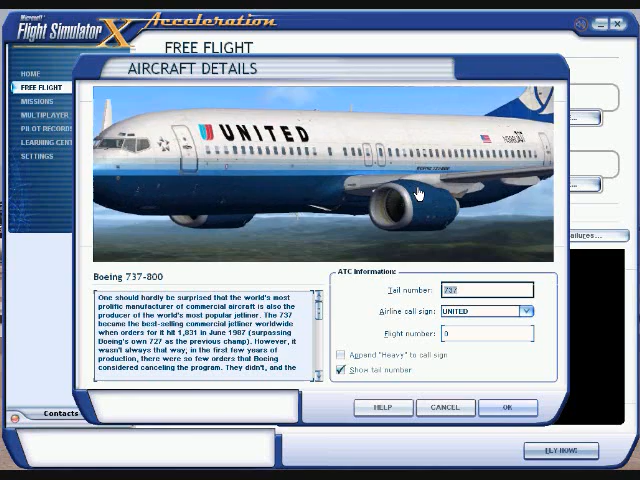 Microsoft
Flight Simulator X
Acceleration
FREE FLIGHT
AIRCRAFT DETAILS
HOME
FREE FLIGHT
MISSIONS
MULTIPLAYER
PILOT RECORDS
LEARNING CENT
SETTINGS
UNITED
Boeing 737-800
One should hardly be surprised that the world's most
prolific manufacturer of commercial aircraft is also the
producer of the world's most popular jetliner. The 737
became the best-selling commercial jetliner worldwide
when orders for it hit 1,831 in June 1987 (surpassing
Boeing's own 727 as the previous champ). However, it
wasn't always that way; in the first few years of
production, there were so few orders that Boeing
considered canceling the program. They didn't, and the
ATC Information:
Tail number: 737
Airline call sign: UNITED
Flight number: 0
Append "Heavy" to call sign
Show tail number
ailures...
HELP
CANCEL
OK
Contacts
FLY NOW!